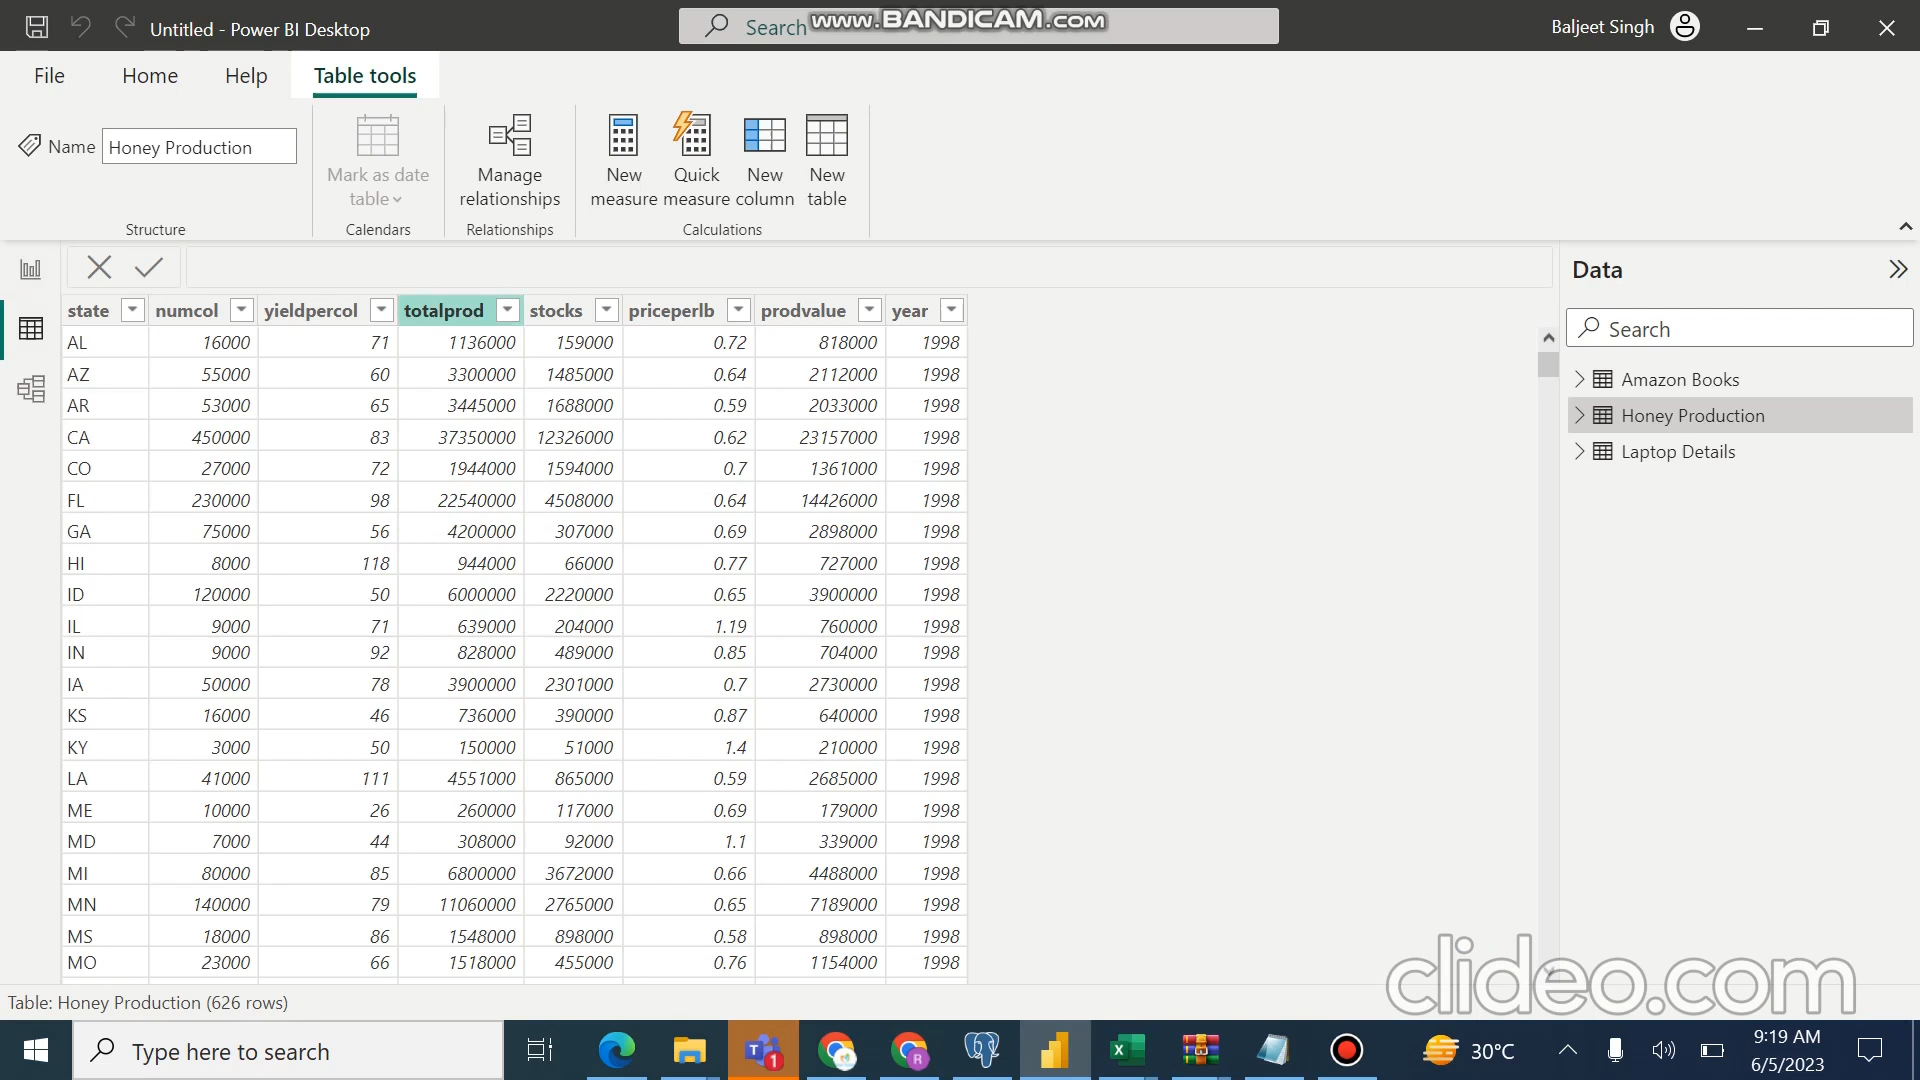 Untitled - Power BI Desktop
Search
www.BANDICAM.com
Baljeet Singh
File
Home
Help
Table tools
Name
Honey Production
Mark as date
table
Manage
relationships
New
measure
Quick
measure
New
column
New
table
Structure
Calendars
Relationships
Calculations
state numcol yieldpercol totalprod stocks priceperlb prodvalue year
AL 16000 71 1136000 159000 0.72 818000 1998
AZ 55000 60 3300000 1485000 0.64 2112000 1998
AR 53000 65 3445000 1688000 0.59 2033000 1998
CA 450000 83 37350000 12326000 0.62 23157000 1998
CO 27000 72 1944000 1594000 0.7 1361000 1998
FL 230000 98 22540000 4508000 0.64 14426000 1998
GA 75000 56 4200000 307000 0.69 2898000 1998
HI 8000 118 944000 66000 0.77 727000 1998
ID 120000 50 6000000 2220000 0.65 3900000 1998
IL 9000 71 639000 204000 1.19 760000 1998
IN 9000 92 828000 489000 0.85 704000 1998
IA 50000 78 3900000 2301000 0.7 2730000 1998
KS 16000 46 736000 390000 0.87 640000 1998
KY 3000 50 150000 51000 1.4 210000 1998
LA 41000 111 4551000 865000 0.59 2685000 1998
ME 10000 26 260000 117000 0.69 179000 1998
MD 7000 44 308000 92000 1.1 339000 1998
MI 80000 85 6800000 3672000 0.66 4488000 1998
MN 140000 79 11060000 2765000 0.65 7189000 1998
MS 18000 86 1548000 898000 0.58 898000 1998
MO 23000 66 1518000 455000 0.76 1154000 1998
Data
Search
Amazon Books
Honey Production
Laptop Details
clideo.com
Table: Honey Production (626 rows)
Type here to search
T
1
R
30°C
9:19 AM
6/5/2023